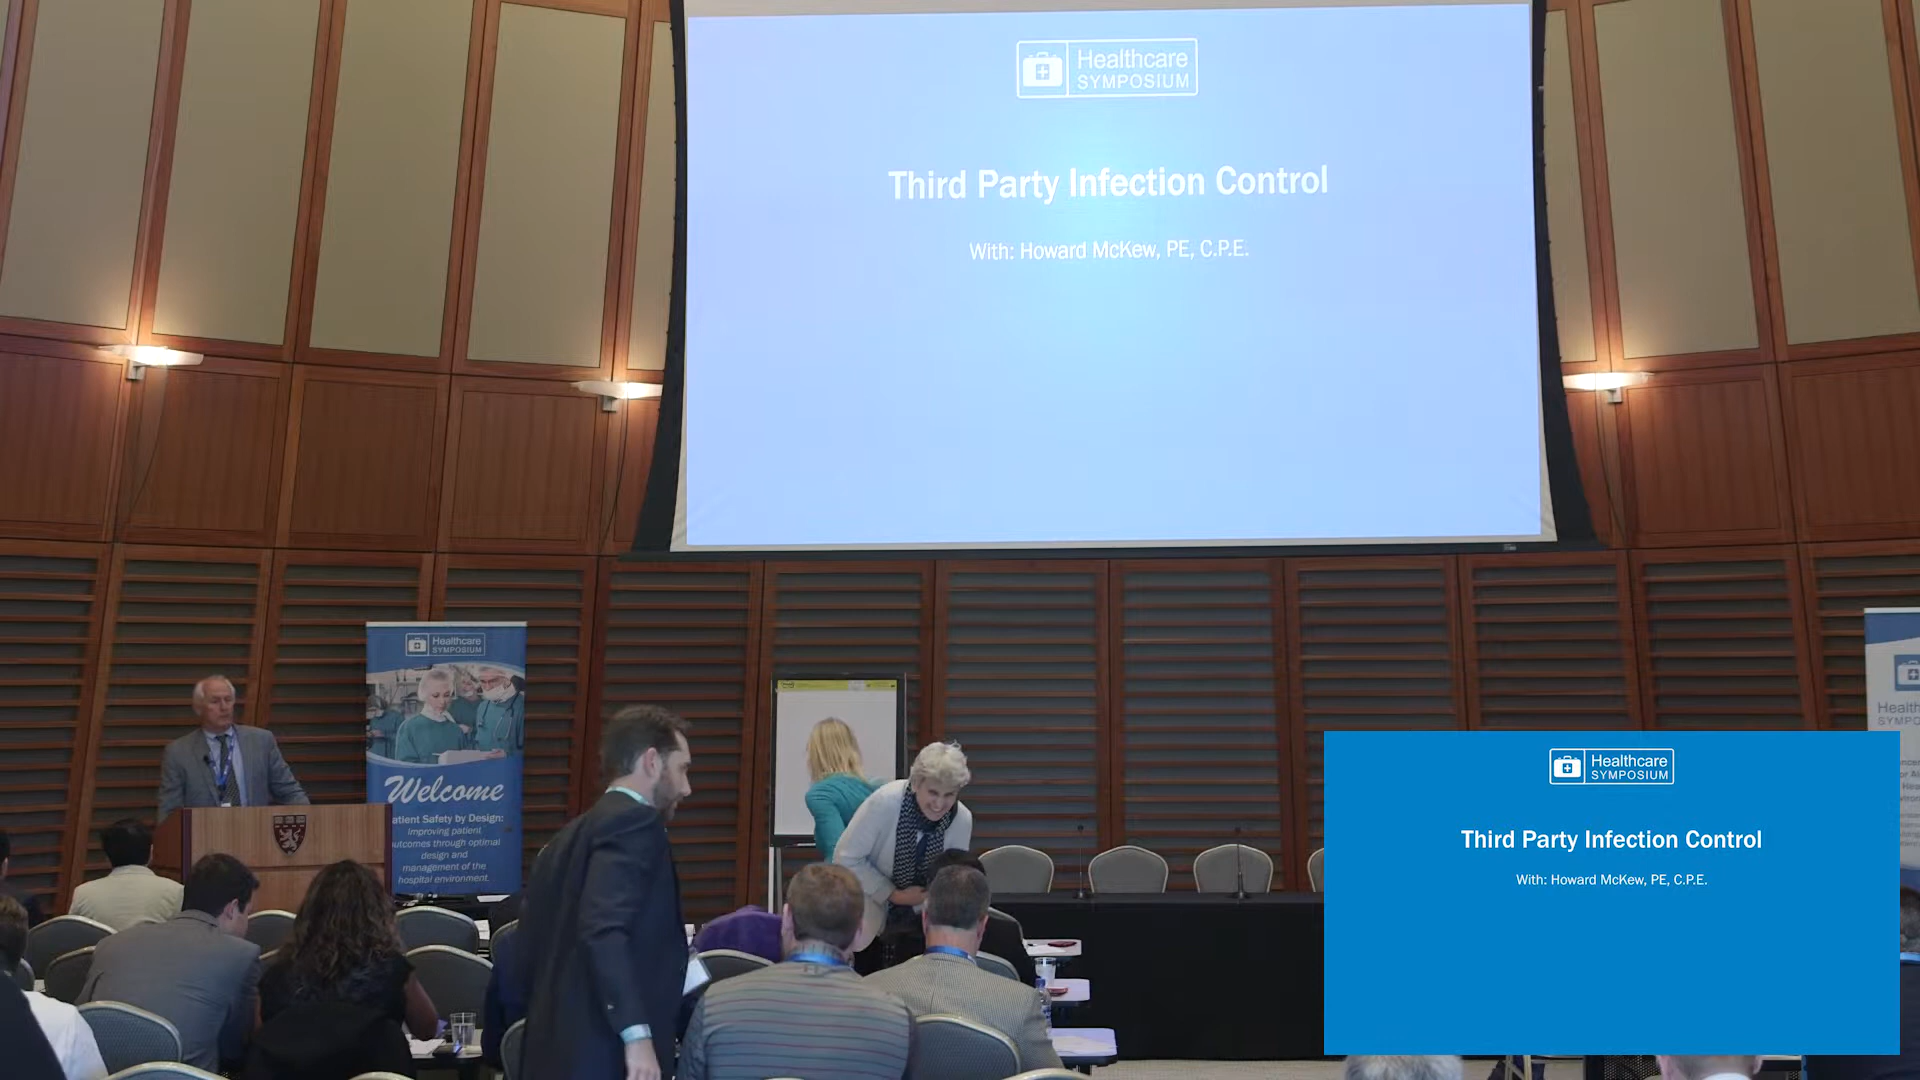 Healthcare
SYMPOSIUM
Third Party Infection Control
With: Howard McKew, PE, C.P.E.
Healthcare
SYMPOSIUM
Welcome
atient Safety by Design:
improving patient
utcomes through optimal
design and
management of the
hospital environment.
Healthcare
SYMPOSIUM
Third Party Infection Control
With: Howard McKew, PE, C.P.E.
Health
SYMPO